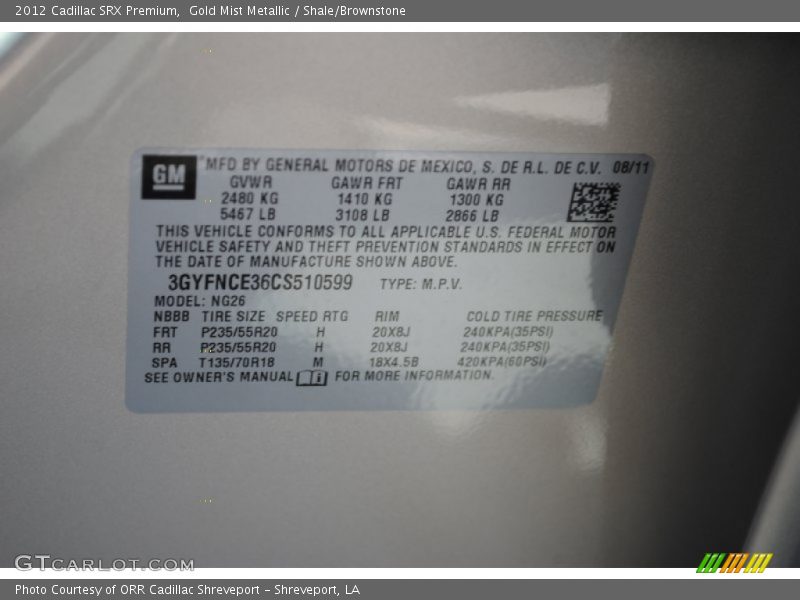 2012 Cadillac SRX Premium,  Gold Mist Metallic / Shale/Brownstone
GM
MFD BY GENERAL MOTORS DE MEXICO, S. DE R.L. DE C.V. 08/11
GVWR GAWR FRT GAWR RR
2480 KG 1410 KG 1300 KG
5467 LB 3108 LB 2866 LB
THIS VEHICLE CONFORMS TO ALL APPLICABLE U.S. FEDERAL MOTOR
VEHICLE SAFETY AND THEFT PREVENTION STANDARDS IN EFFECT ON
THE DATE OF MANUFACTURE SHOWN ABOVE.
3GYFNCE36CS510599 TYPE: M.P.V.
MODEL: NG26
NBBB TIRE SIZE SPEED RTG RIM COLD TIRE PRESSURE
FRT P235/55R20 H 20X8J 240KPA(35PSI)
RR P235/55R20 H 20X8J 240KPA(35PSI)
SPA T135/70R18 M 18X4.5B 420KPA(60PSI)
SEE OWNER'S MANUAL FOR MORE INFORMATION.
GTCARLOT.COM
Photo Courtesy of ORR Cadillac Shreveport - Shreveport, LA